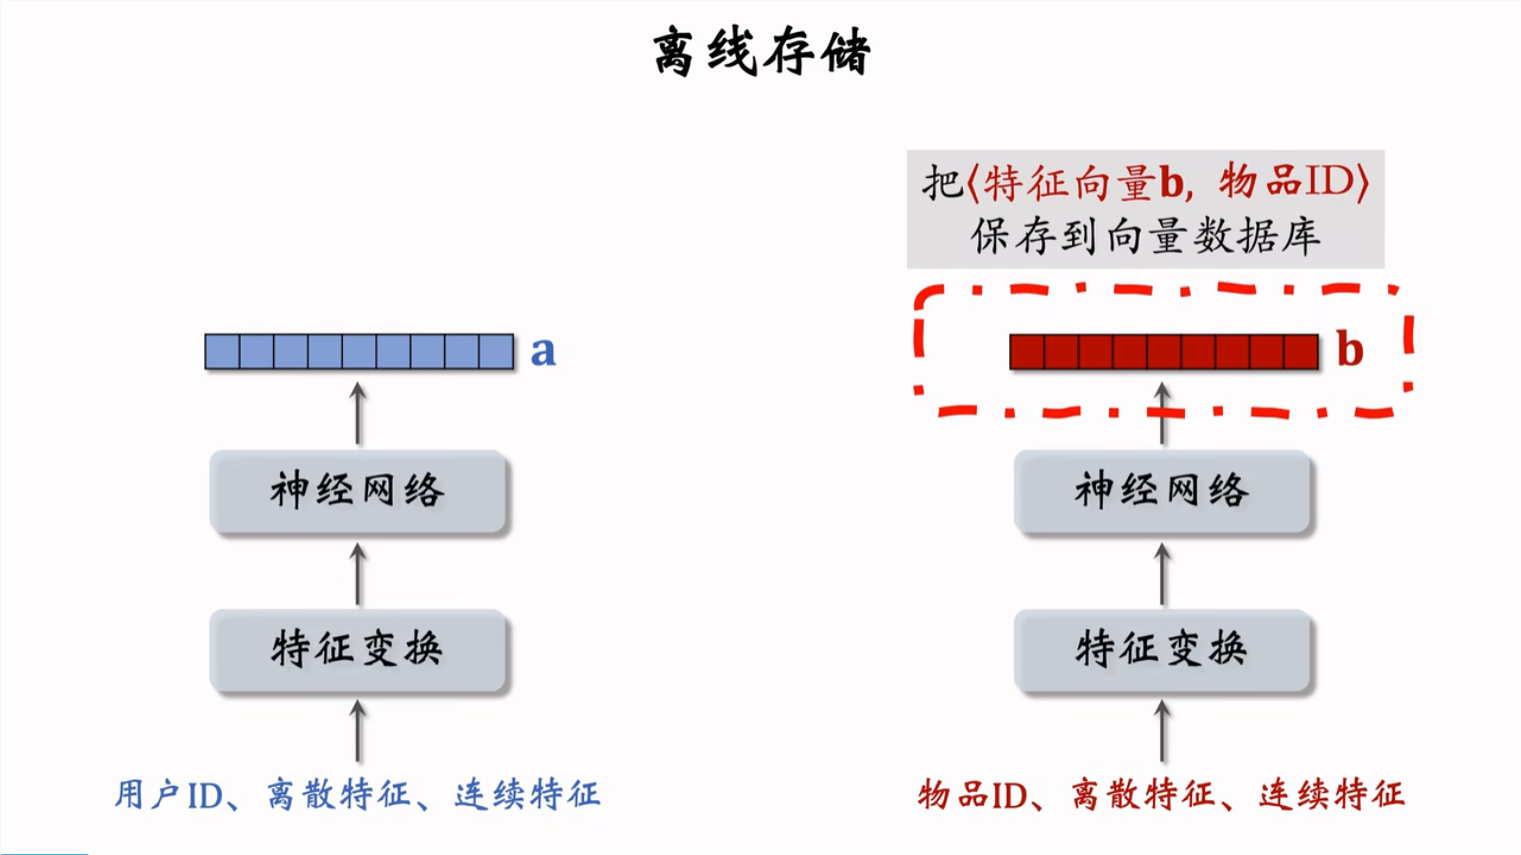 离线存储
把⟨特征向量b, 物品ID⟩
保存到向量数据库
a
b
神经网络
神经网络
特征变换
特征变换
用户ID、离散特征、连续特征
物品ID、离散特征、连续特征